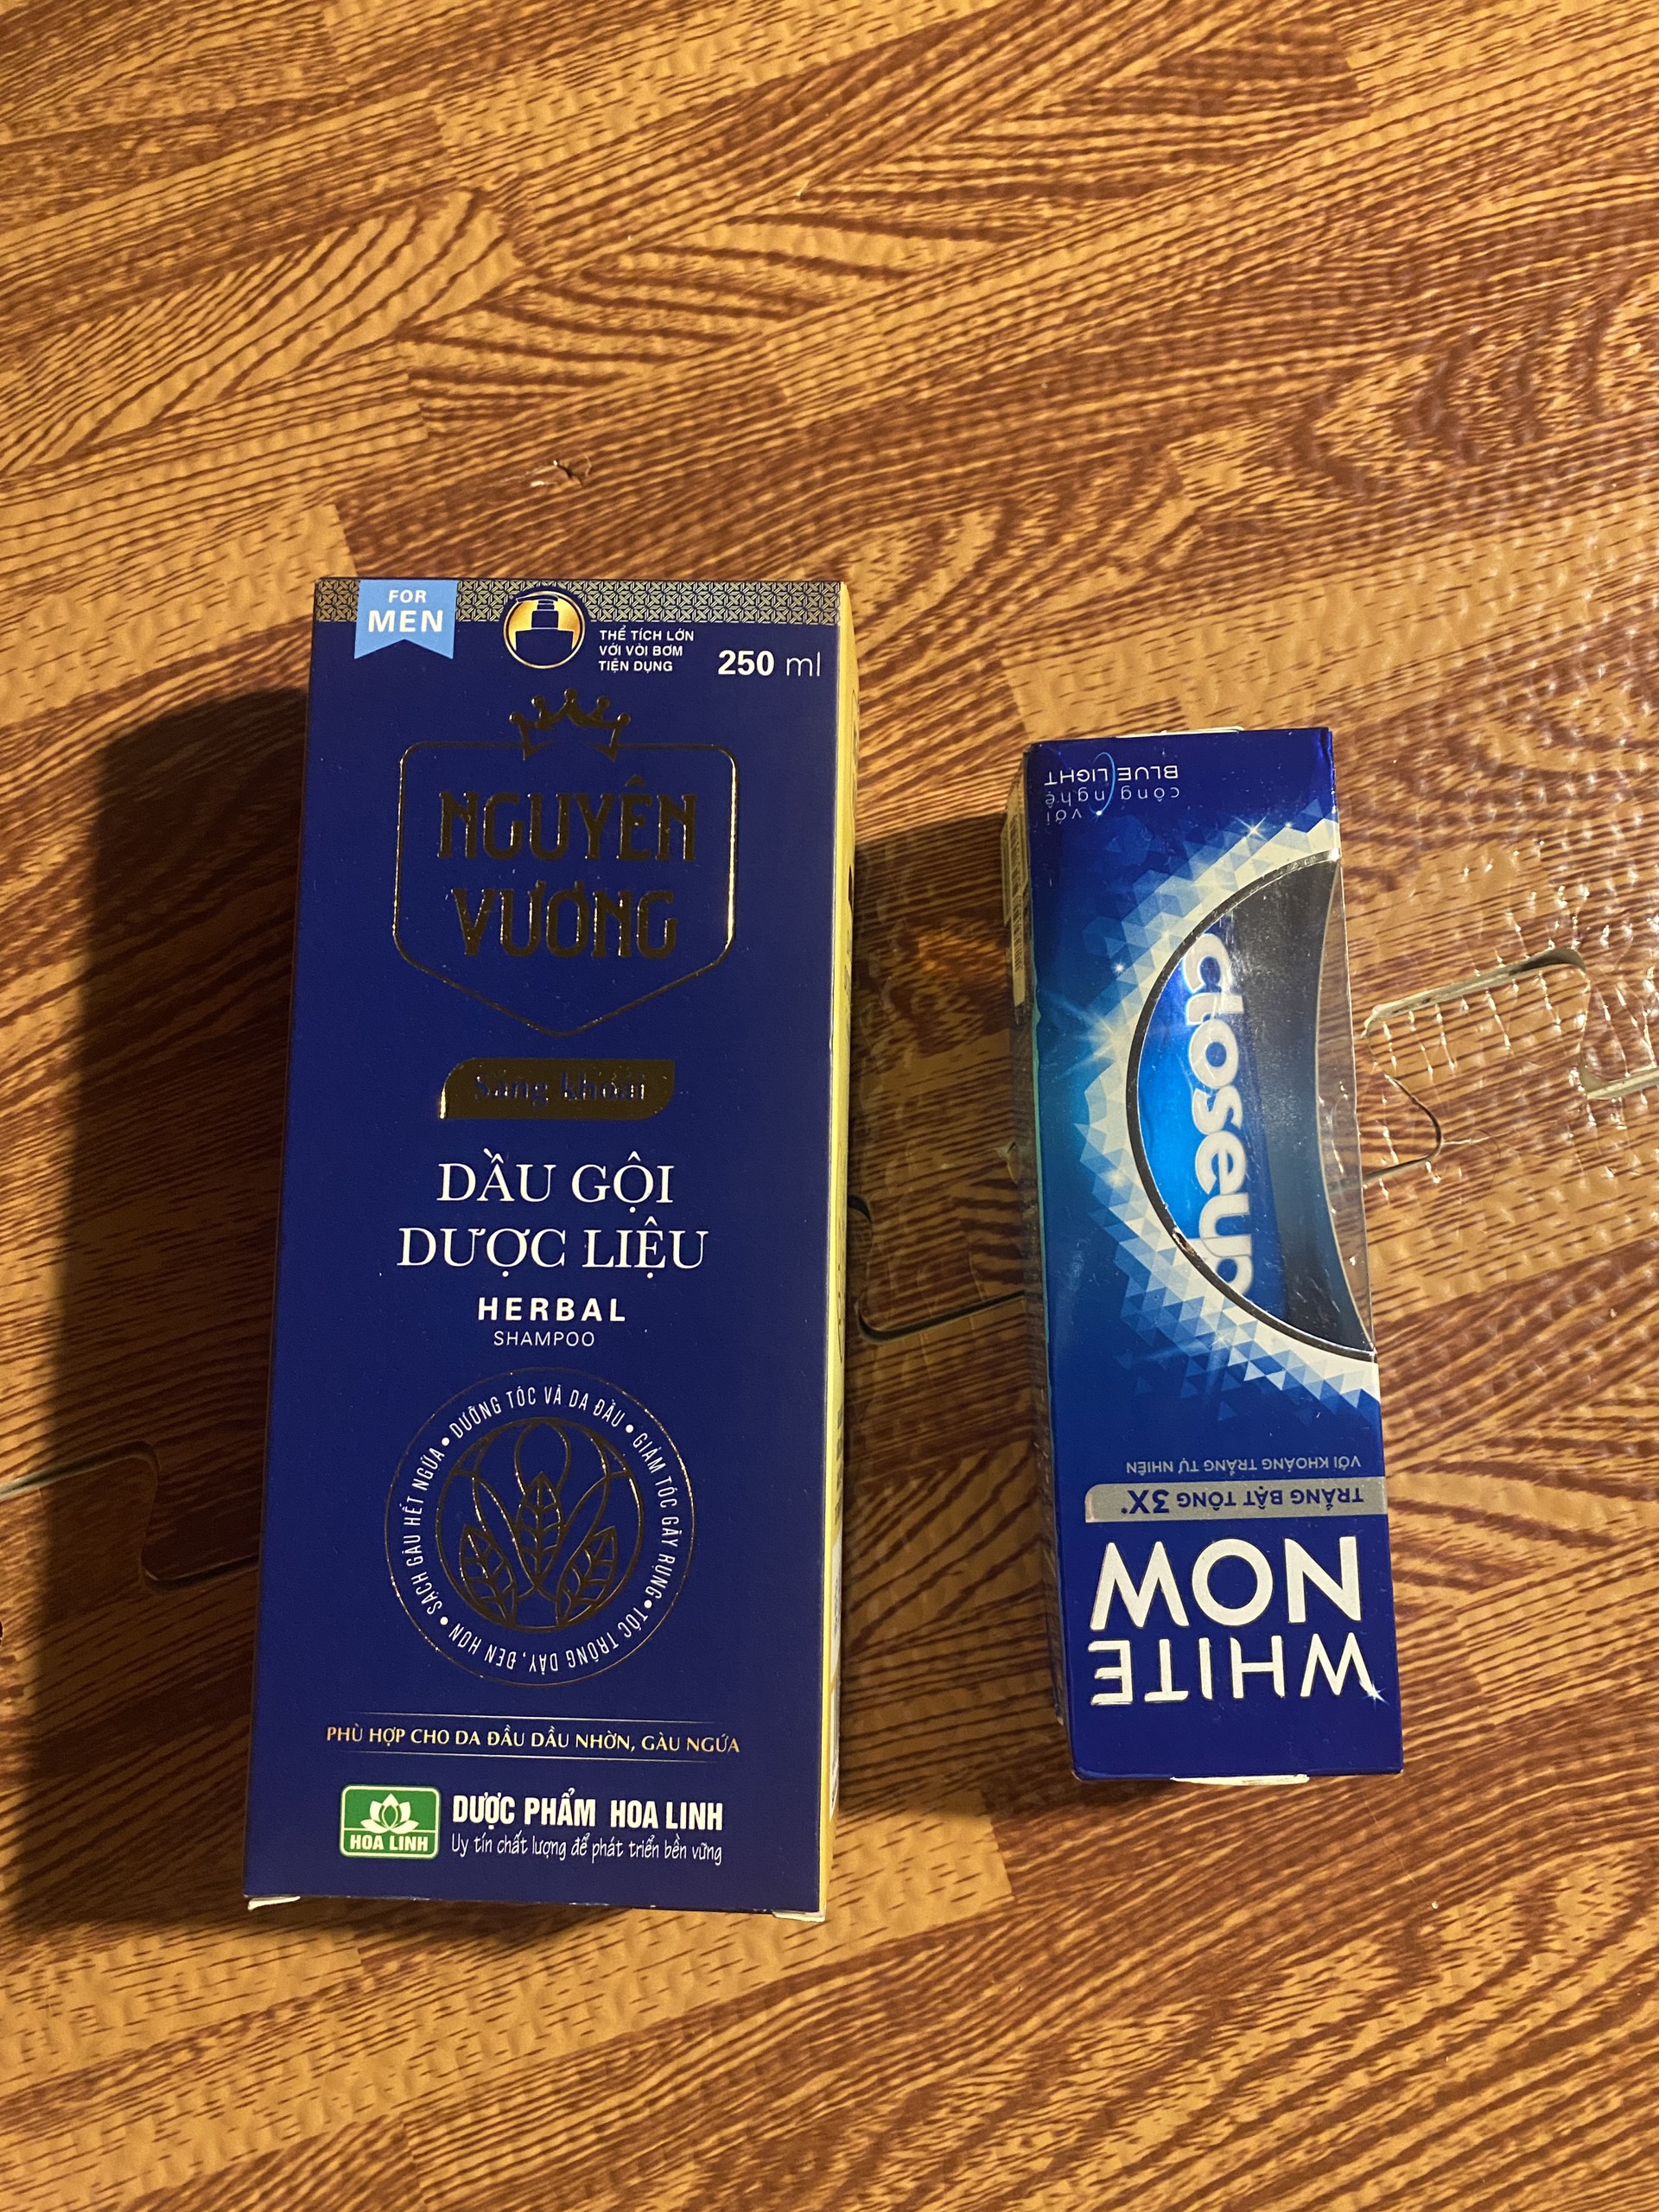 FOR
MEN
THỂ TÍCH LỚN
VỚI VÒI BƠM
TIỆN DỤNG
250 ml
NGUYÊN
VƯƠNG
Sảng khoái
DẦU GỘI
DƯỢC LIỆU
HERBAL
SHAMPOO
SẠCH GÀU HẾT NGỨA • DƯỠNG TÓC VÀ DA ĐẦU • GIẢM TÓC GÃY RỤNG • TÓC TRÔNG DÀY, ĐEN HƠN •
PHÙ HỢP CHO DA ĐẦU DẦU NHỜN, GÀU NGỨA
HOA LINH
DƯỢC PHẨM HOA LINH
Uy tín chất lượng để phát triển bền vững
WHITE
NOW
TRẮNG BẬT TÔNG 3X*
VỚI KHOÁNG TRẮNG TỰ NHIÊN
closeup
với
công nghệ
BLUE LIGHT